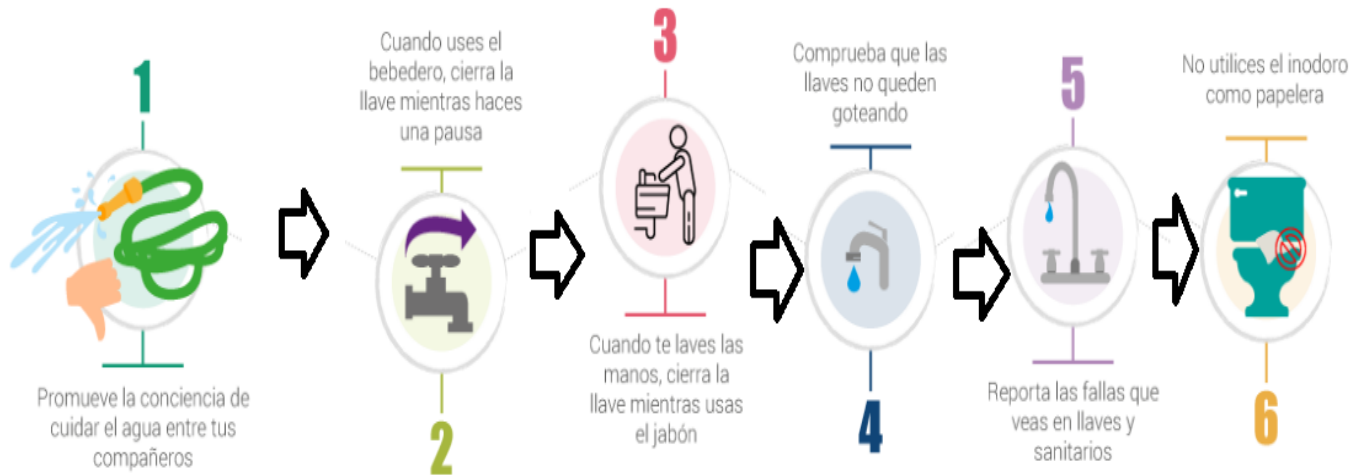 1
Promueve la conciencia de
cuidar el agua entre tus
compañeros
Cuando uses el
bebedero, cierra la
llave mientras haces
una pausa
2
3
Cuando te laves las
manos, cierra la
llave mientras usas
el jabón
Comprueba que las
llaves no queden
goteando
4
5
Reporta las fallas que
veas en llaves y
sanitarios
No utilices el inodoro
como papelera
6